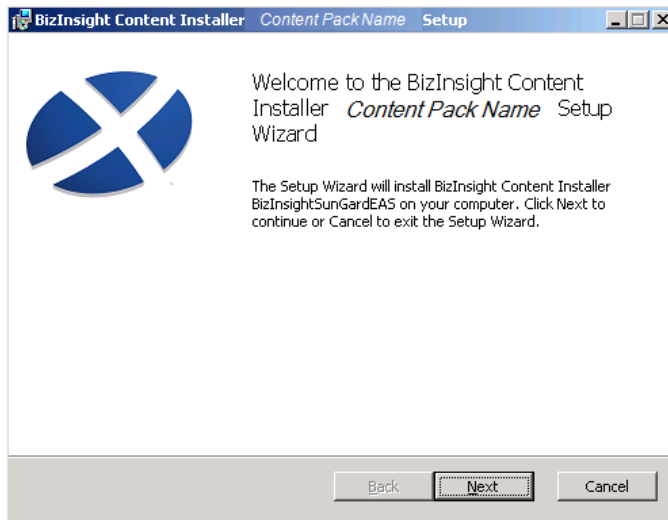 BizInsight Content Installer Content Pack Name Setup
Welcome to the BizInsight Content
Installer Content Pack Name Setup
Wizard
The Setup Wizard will install BizInsight Content Installer
BizInsightSunGardEAS on your computer. Click Next to
continue or Cancel to exit the Setup Wizard.
Back Next Cancel